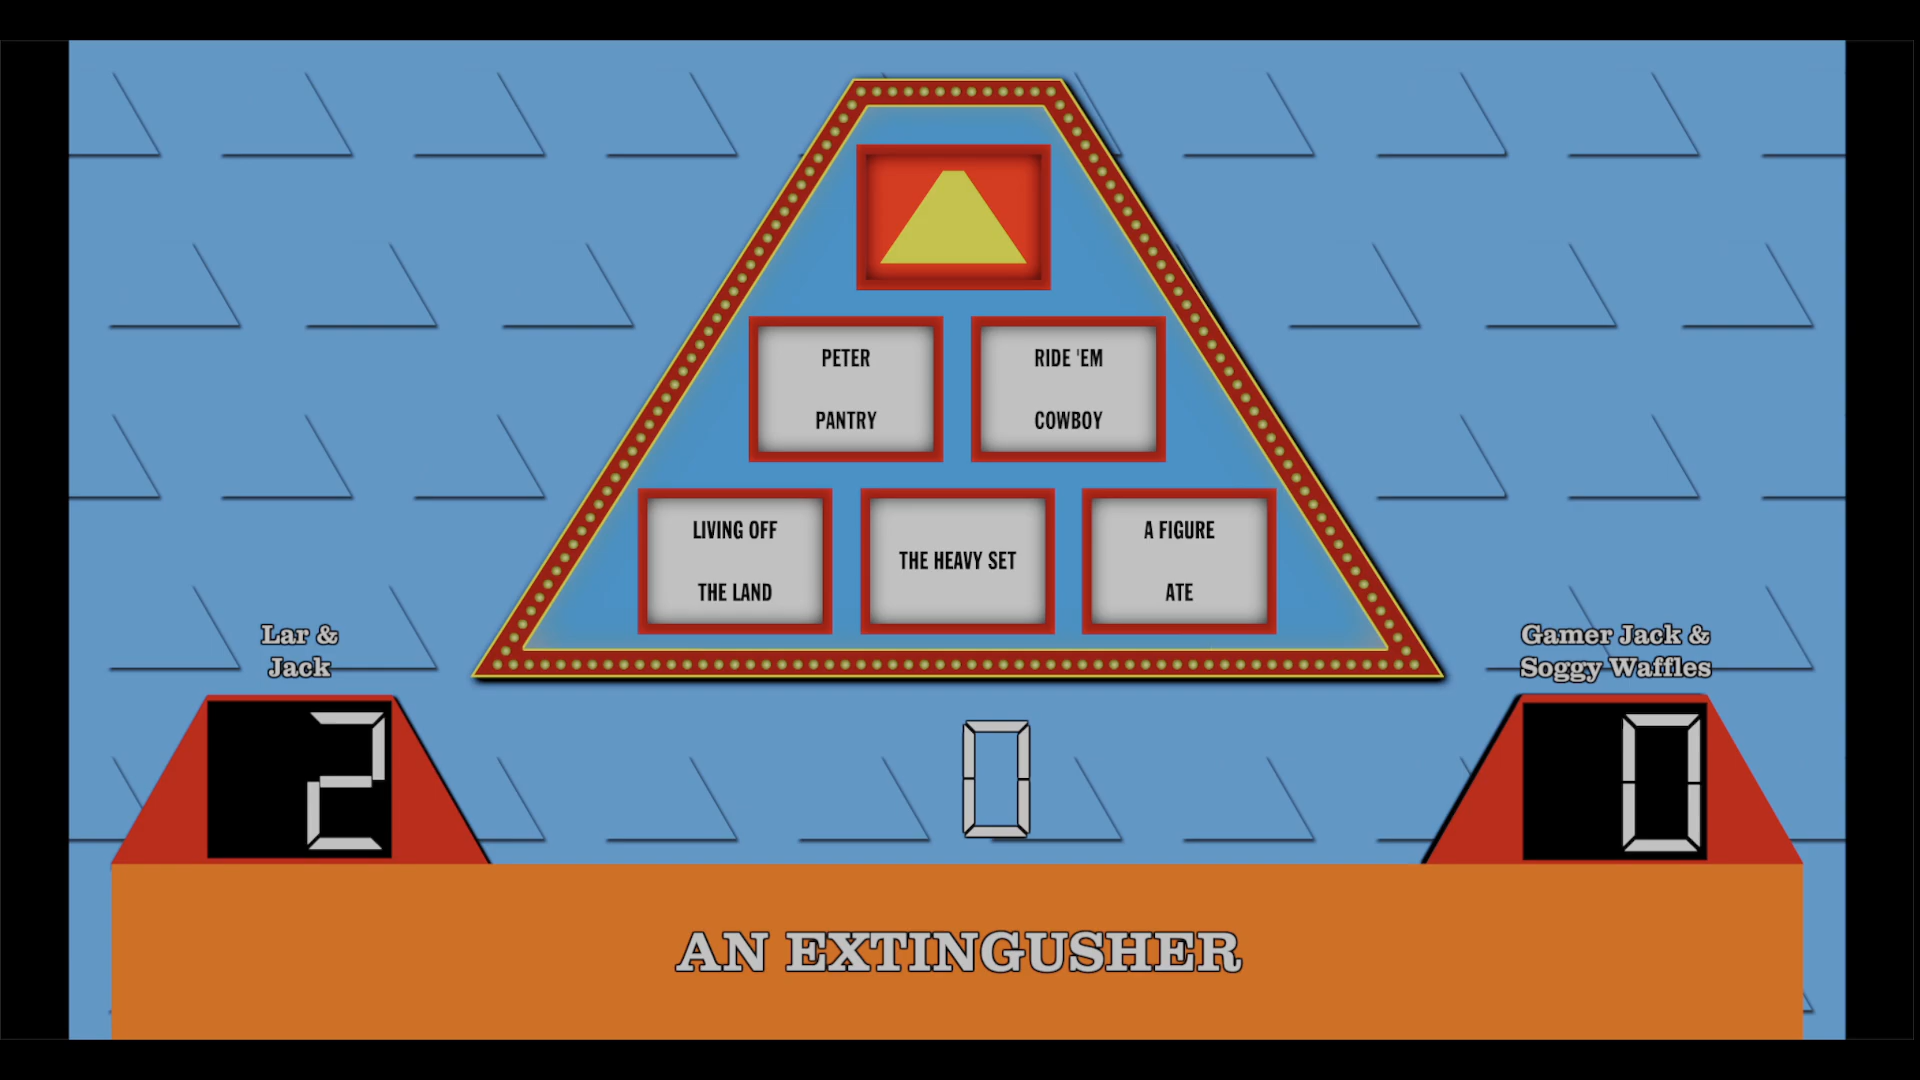 PETER
PANTRY
RIDE 'EM
COWBOY
LIVING OFF
THE LAND
THE HEAVY SET
A FIGURE
ATE
Lar &
Jack
Gamer Jack &
Soggy Waffles
2
0
0
AN EXTINGUSHER